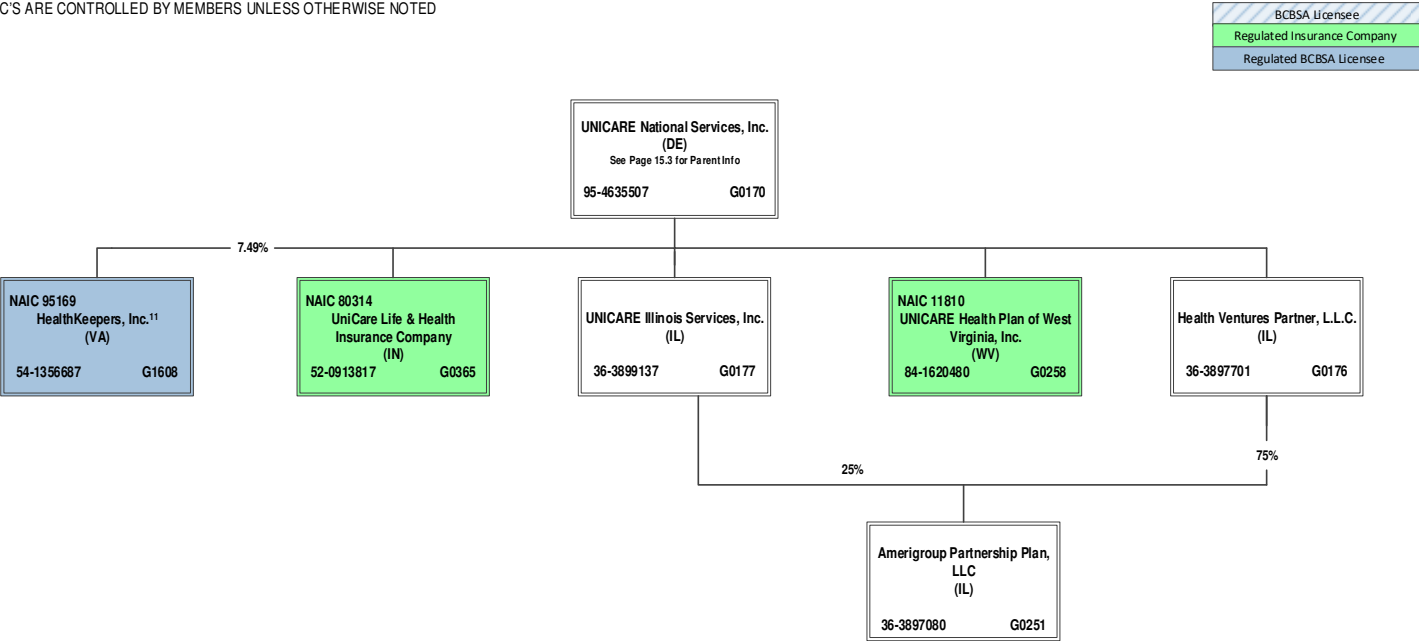 C'S ARE CONTROLLED BY MEMBERS UNLESS OTHERWISE NOTED
BCBSA Licensee
Regulated Insurance Company
Regulated BCBSA Licensee
UNICARE National Services, Inc.
(DE)
See Page 15.3 for Parent Info
95-4635507 G0170
7.49%
NAIC 95169
HealthKeepers, Inc.¹¹
(VA)
54-1356687 G1608
NAIC 80314
UniCare Life & Health
Insurance Company
(IN)
52-0913817 G0365
UNICARE Illinois Services, Inc.
(IL)
36-3899137 G0177
NAIC 11810
UNICARE Health Plan of West
Virginia, Inc.
(WV)
84-1620480 G0258
Health Ventures Partner, L.L.C.
(IL)
36-3897701 G0176
25%
75%
Amerigroup Partnership Plan,
LLC
(IL)
36-3897080 G0251